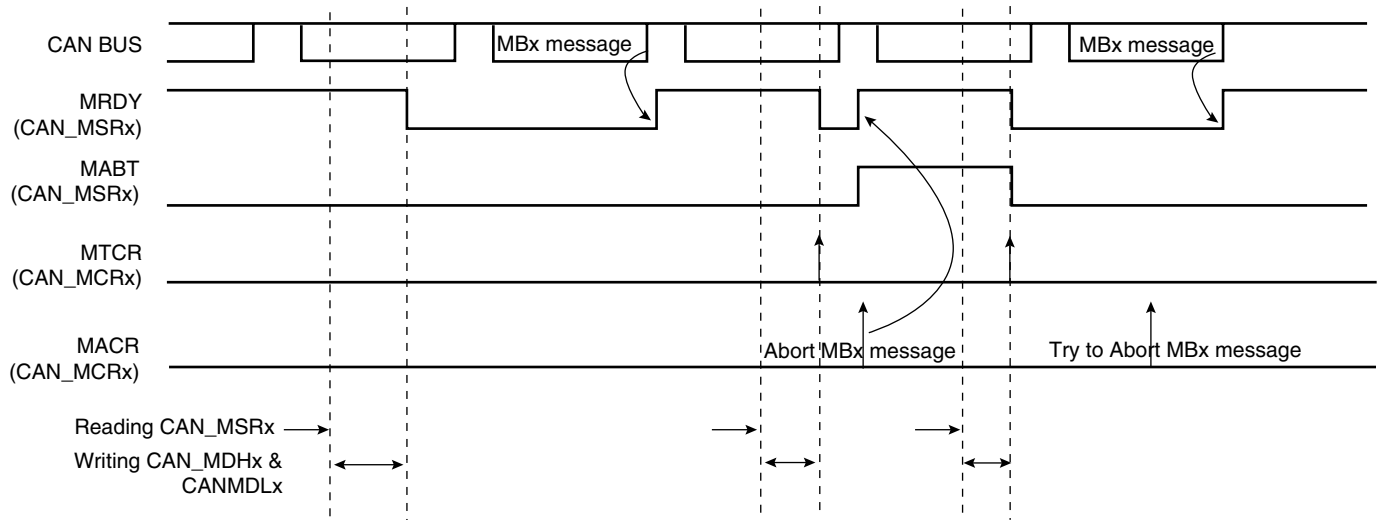 CAN BUS
MBx message
MBx message
MRDY
(CAN_MSRx)
MABT
(CAN_MSRx)
MTCR
(CAN_MCRx)
Abort MBx message
Try to Abort MBx message
MACR
(CAN_MCRx)
Reading CAN_MSRx
Writing CAN_MDHx &
CANMDLx